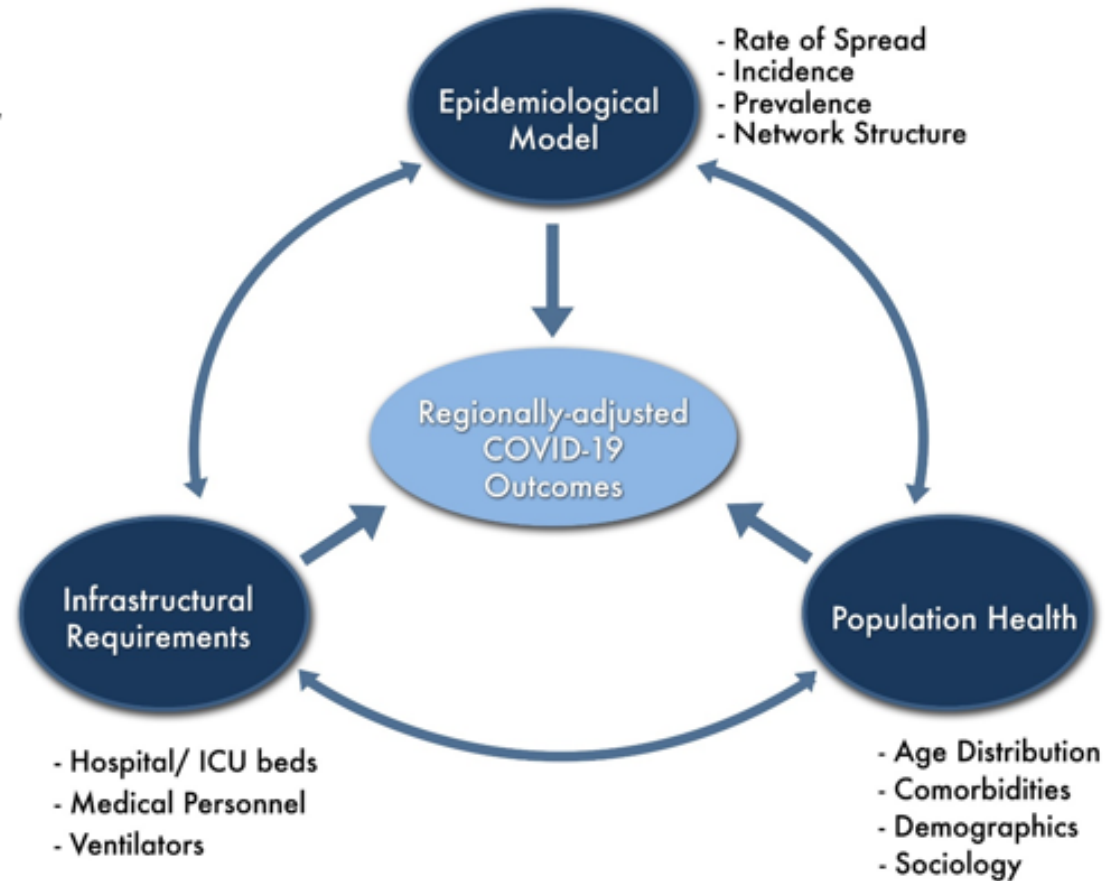 Epidemiological
Model
- Rate of Spread
- Incidence
- Prevalence
- Network Structure
Regionally-adjusted
COVID-19
Outcomes
Infrastructural
Requirements
- Hospital/ ICU beds
- Medical Personnel
- Ventilators
Population Health
- Age Distribution
- Comorbidities
- Demographics
- Sociology